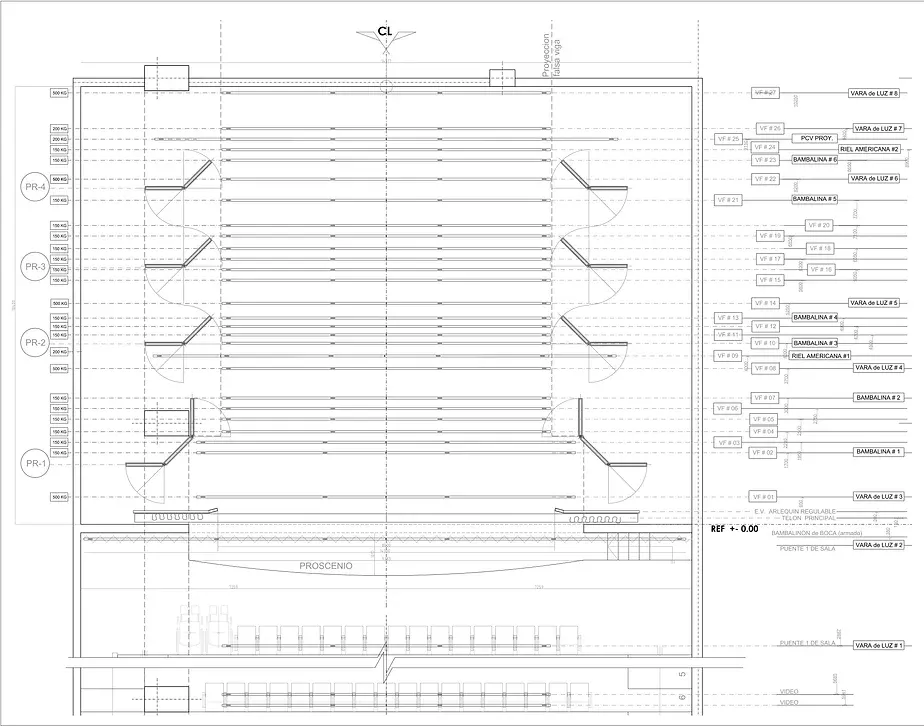 CL
Proyeccion
falsa viga
500 KG
VF # 27
VARA de LUZ # 8
200 KG
VF # 26
VARA de LUZ # 7
200 KG
VF # 25
PCV PROY.
150 KG
VF # 24
RIEL AMERICANA #2
150 KG
VF # 23
BAMBALINA # 6
500 KG
VF # 22
VARA de LUZ # 6
PR-4
150 KG
VF # 21
BAMBALINA # 5
150 KG
VF # 20
150 KG
VF # 19
150 KG
VF # 18
150 KG
VF # 17
PR-3
150 KG
VF # 16
150 KG
VF # 15
500 KG
VF # 14
VARA de LUZ # 5
150 KG
VF # 13
BAMBALINA # 4
150 KG
VF # 12
150 KG
VF # 11
PR-2
150 KG
VF # 10
BAMBALINA # 3
200 KG
VF # 09
RIEL AMERICANA #1
500 KG
VF # 08
VARA de LUZ # 4
150 KG
VF # 07
BAMBALINA # 2
150 KG
VF # 06
150 KG
VF # 05
150 KG
VF # 04
150 KG
VF # 03
150 KG
VF # 02
BAMBALINA # 1
PR-1
500 KG
VF # 01
VARA de LUZ # 3
E.V. ARLEQUIN REGULABLE
TELON PRINCIPAL
REF +- 0.00
BAMBALINON de BOCA (armada)
VARA de LUZ # 2
PUENTE 1 DE SALA
PROSCENIO
PUENTE 1 DE SALA
VARA de LUZ # 1
5
6
VIDEO
VIDEO